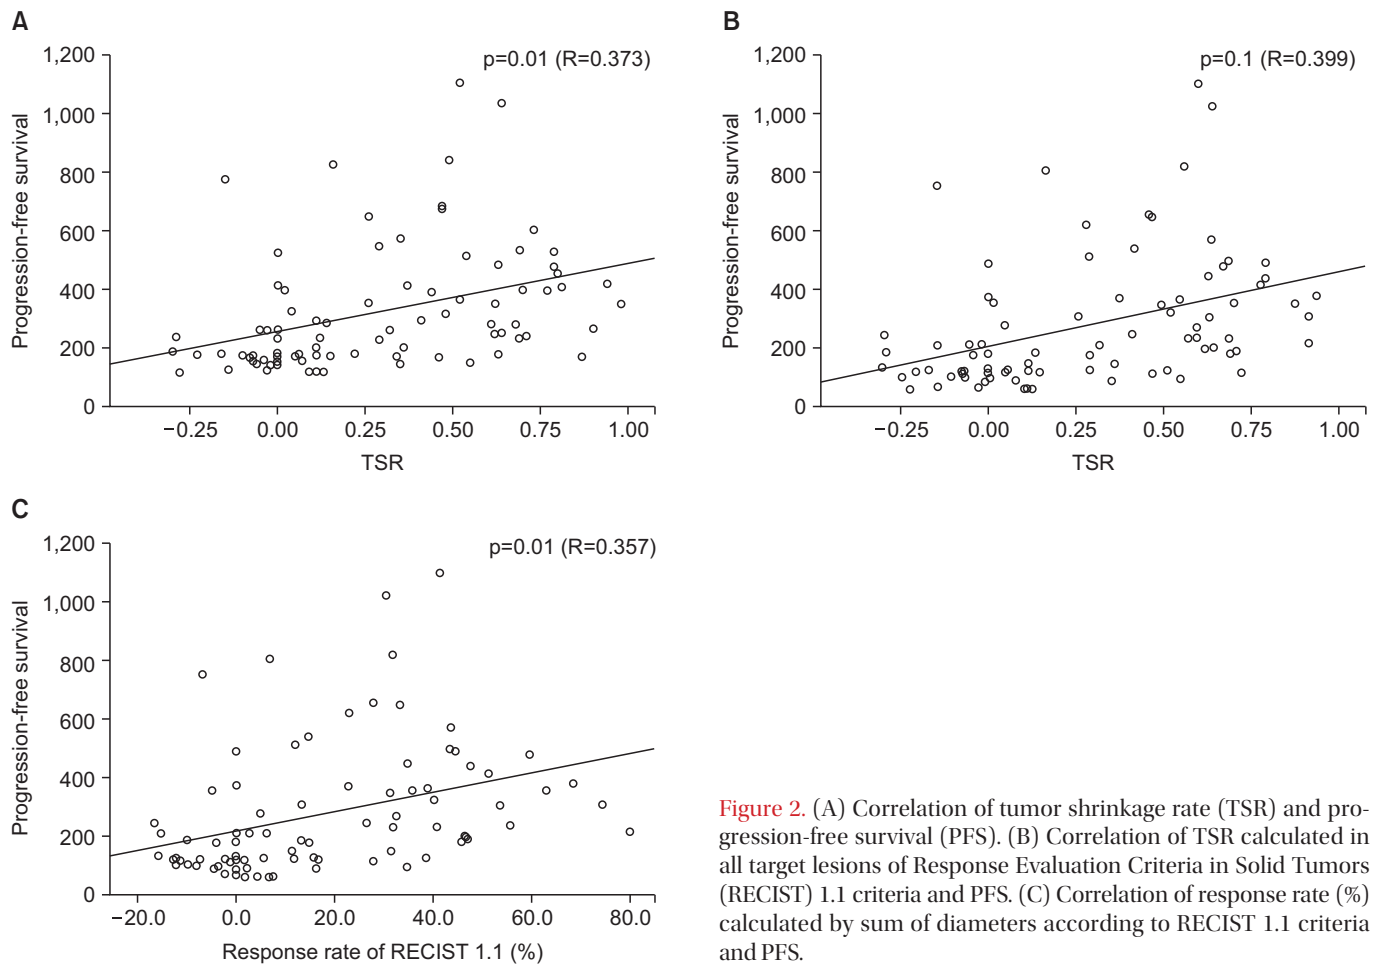 A
p=0.01 (R=0.373)
Progression-free survival
1,200
1,000
800
600
400
200
0
−0.25 0.00 0.25 0.50 0.75 1.00
TSR
B
p=0.1 (R=0.399)
Progression-free survival
1,200
1,000
800
600
400
200
0
−0.25 0.00 0.25 0.50 0.75 1.00
TSR
C
p=0.01 (R=0.357)
Progression-free survival
1,200
1,000
800
600
400
200
0
−20.0 0.0 20.0 40.0 60.0 80.0
Response rate of RECIST 1.1 (%)
Figure 2. (A) Correlation of tumor shrinkage rate (TSR) and pro-
gression-free survival (PFS). (B) Correlation of TSR calculated in
all target lesions of Response Evaluation Criteria in Solid Tumors
(RECIST) 1.1 criteria and PFS. (C) Correlation of response rate (%)
calculated by sum of diameters according to RECIST 1.1 criteria
and PFS.